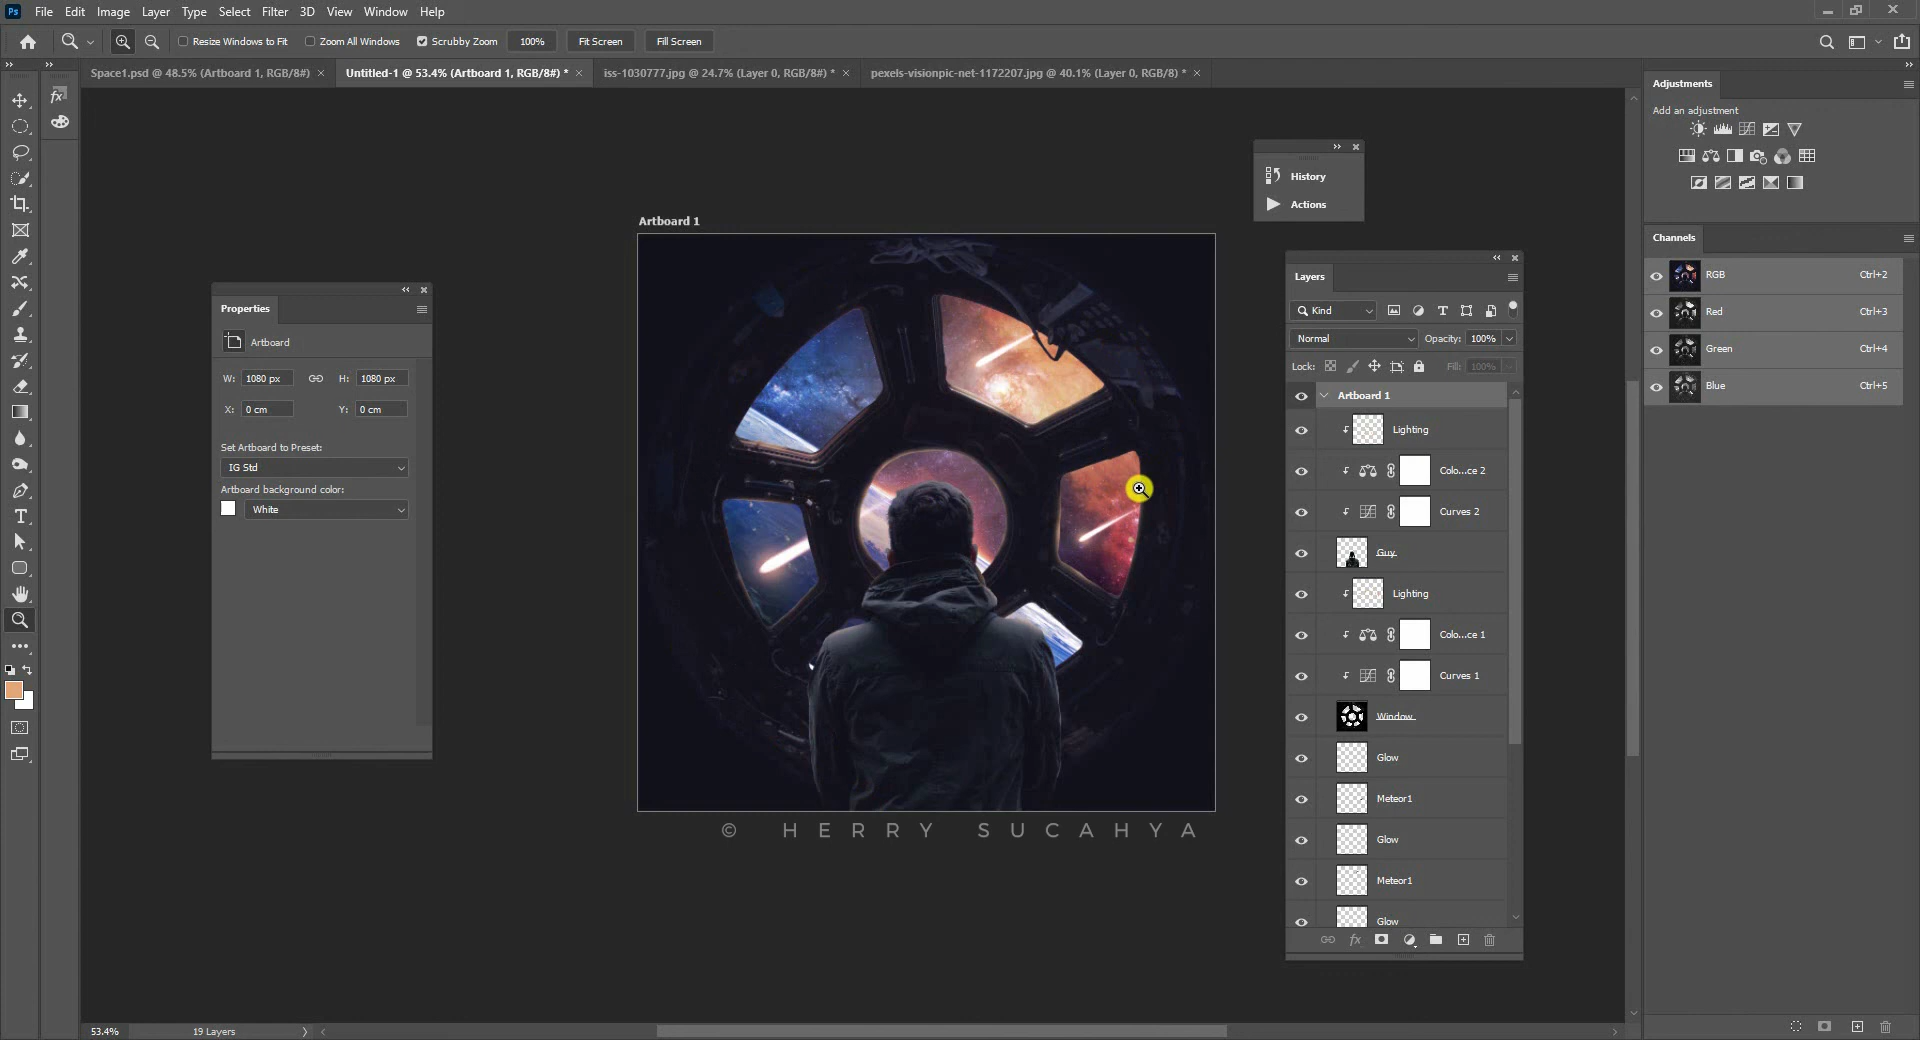 Ps File Edit Image Layer Type Select Filter 3D View Window Help
Resize Windows to Fit Zoom All Windows Scrubby Zoom 100% Fit Screen Fill Screen
Space1.psd @ 48.5% (Artboard 1, RGB/8#) Untitled-1 @ 53.4% (Artboard 1, RGB/8#) * iss-1030777.jpg @ 24.7% (Layer 0, RGB/8#) * pexels-visionpic-net-1172207.jpg @ 40.1% (Layer 0, RGB/8) *
fx
Properties
Artboard
W: 1080 px H: 1080 px
X: 0 cm Y: 0 cm
Set Artboard to Preset:
IG Std
Artboard background color:
White
Artboard 1
© HERRY SUCAHYA
History
Actions
Layers
Kind
Normal Opacity: 100%
Lock: Fill: 100%
Artboard 1
Lighting
Colo...ce 2
Curves 2
Guy
Lighting
Colo...ce 1
Curves 1
Window
Glow
Meteor1
Glow
Meteor1
Glow
fx
Adjustments
Add an adjustment
Channels
RGB Ctrl+2
Red Ctrl+3
Green Ctrl+4
Blue Ctrl+5
53.4% 19 Layers